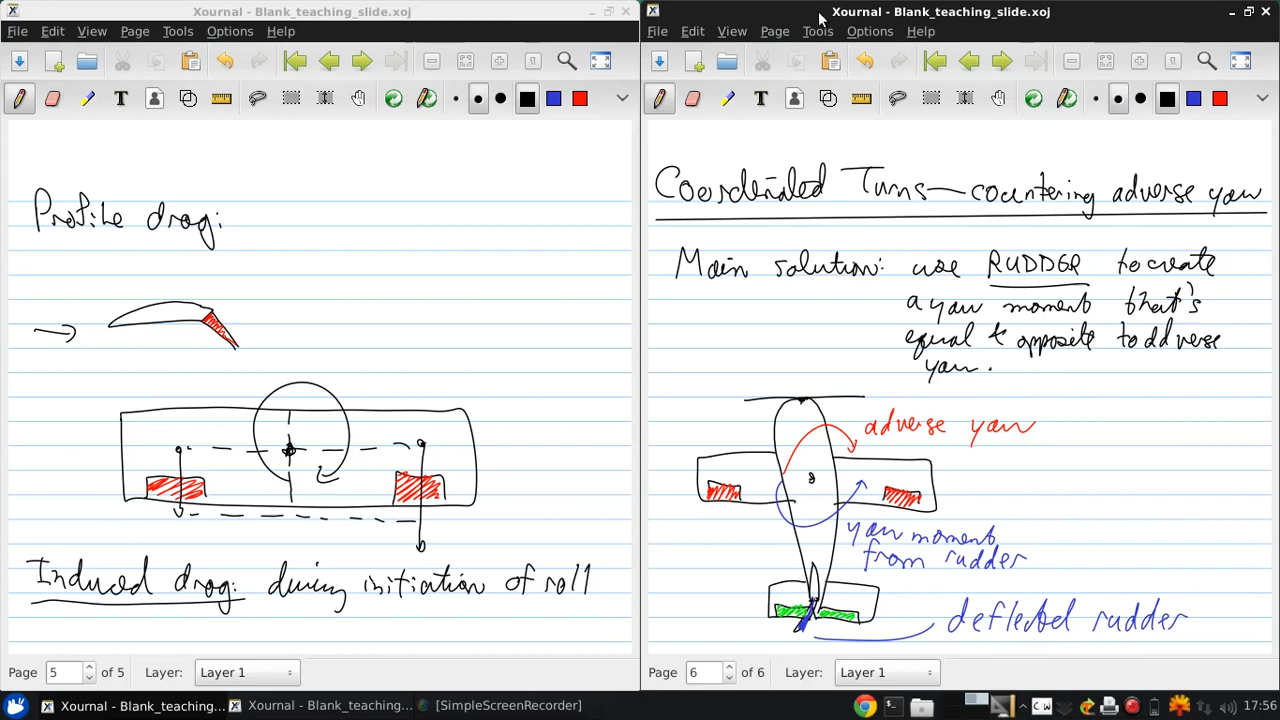 Xournal - Blank_teaching_slide.xoj
File Edit View Page Tools Options Help
Profile drag:
Induced drag: during initiation of roll
Page 5 of 5 Layer: Layer 1
Xournal - Blank_teaching_slide.xoj
File Edit View Page Tools Options Help
Coordinated Turns — countering adverse yaw
Main solution: use RUDDER to create
a yaw moment that's
equal & opposite to adverse
yaw.
adverse yaw
yaw moment
from rudder
deflected rudder
Page 6 of 6 Layer: Layer 1
Xournal - Blank_teaching_slide.xoj
Xournal - Blank_teaching...
Xournal - Blank_teaching...
[SimpleScreenRecorder]
CW
17:56